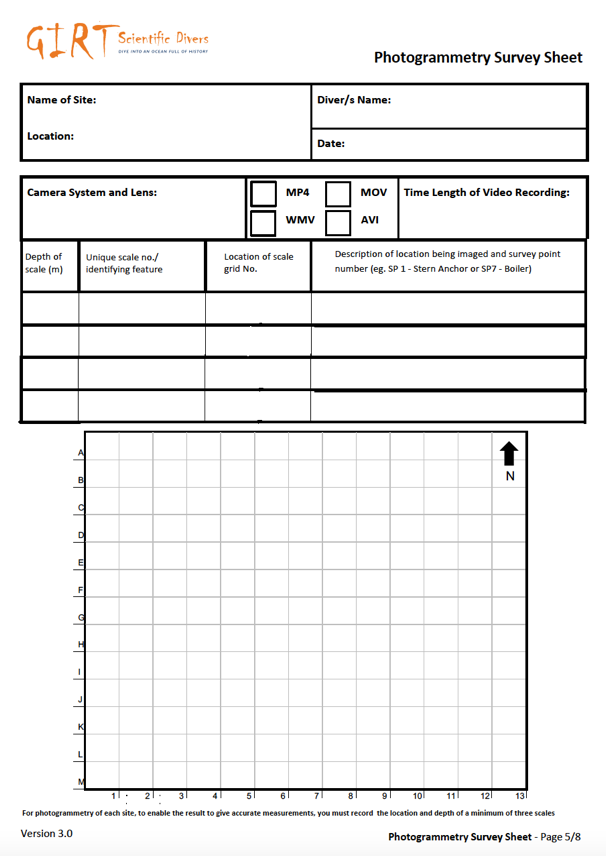 GIRT Scientific Divers
DIVE INTO AN OCEAN FULL OF HISTORY
Photogrammetry Survey Sheet
Name of Site:
Diver/s Name:
Location:
Date:
Camera System and Lens:
MP4
MOV
Time Length of Video Recording:
WMV
AVI
Depth of
scale (m)
Unique scale no./
identifying feature
Location of scale
grid No.
Description of location being imaged and survey point
number (eg. SP 1 - Stern Anchor or SP7 - Boiler)
A
B
C
D
E
F
G
H
I
J
K
L
M
N
1 2 3 4 5 6 7 8 9 10 11 12 13
For photogrammetry of each site, to enable the result to give accurate measurements, you must record the location and depth of a minimum of three scales
Version 3.0
Photogrammetry Survey Sheet - Page 5/8